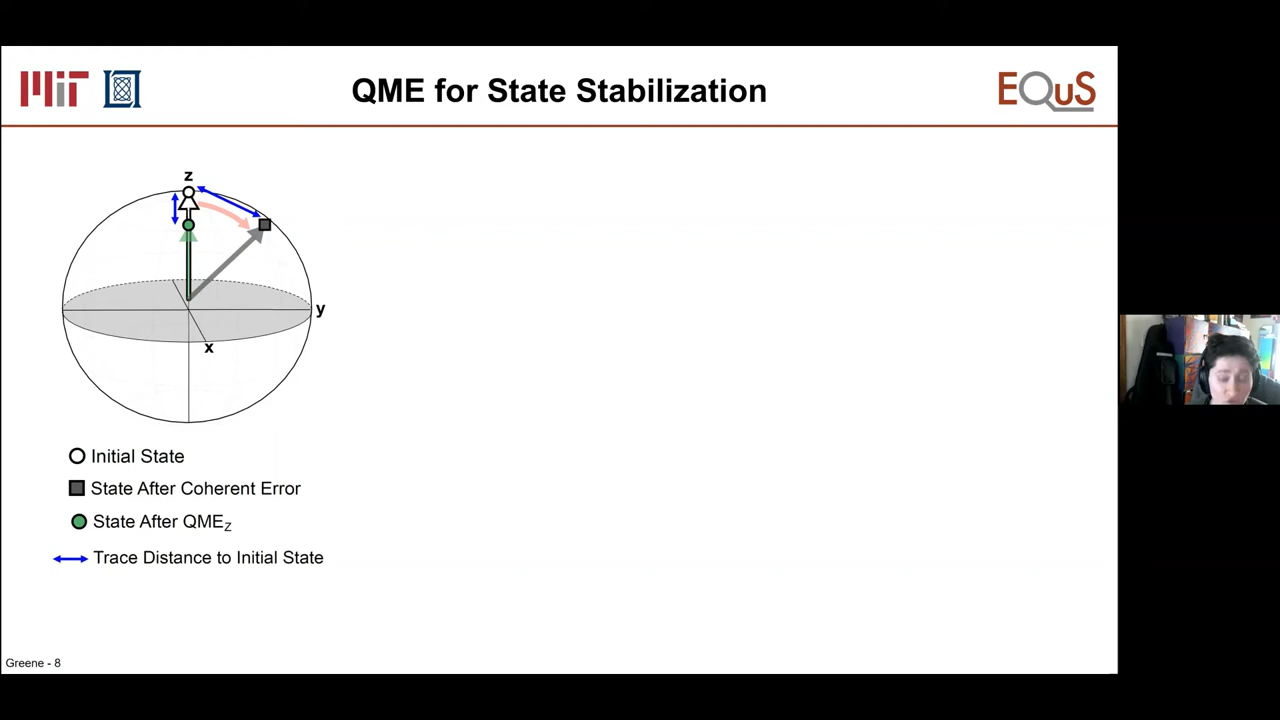 MIT
QME for State Stabilization
EQuS
z
y
x
Initial State
State After Coherent Error
State After QMEZ
Trace Distance to Initial State
Greene - 8